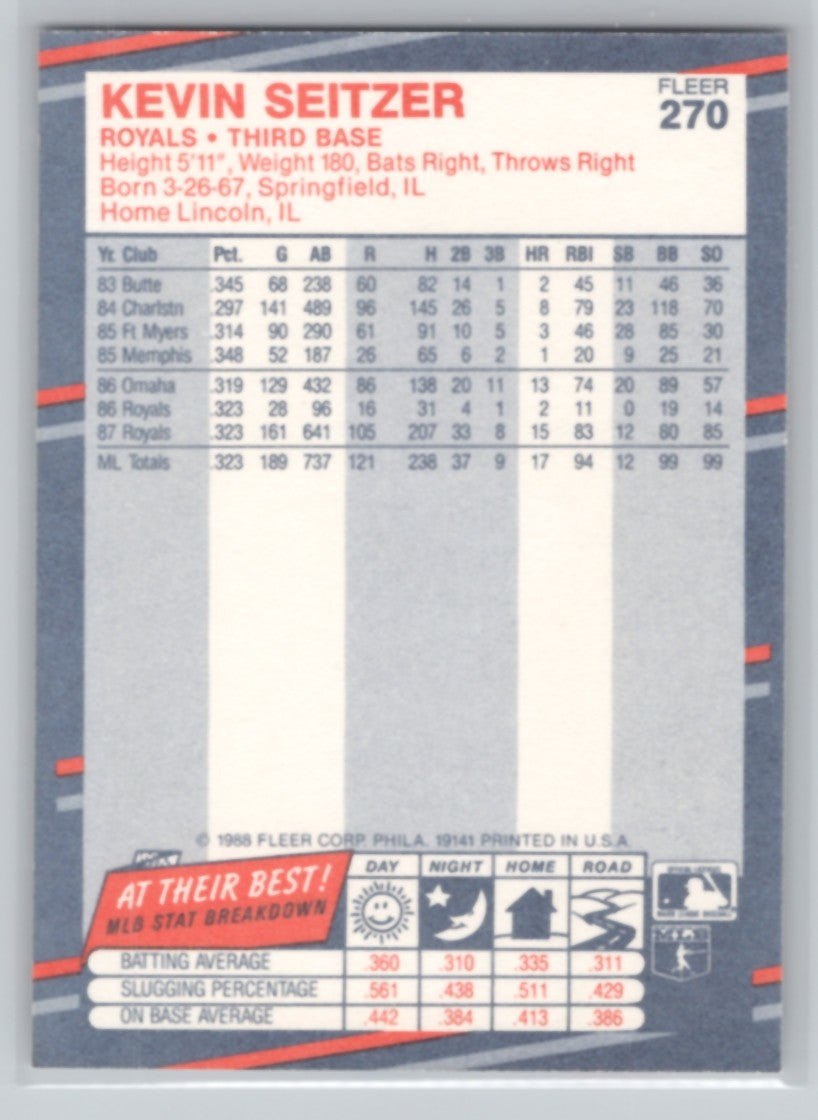 KEVIN SEITZER
FLEER
270
ROYALS • THIRD BASE
Height 5'11", Weight 180, Bats Right, Throws Right
Born 3-26-67, Springfield, IL
Home Lincoln, IL
Yr. Club Pct. G AB R H 2B 3B HR RBI SB BB SO
83 Butte .345 68 238 60 82 14 1 2 45 11 46 36
84 Charlstn .297 141 489 96 145 26 5 8 79 23 118 70
85 Ft Myers .314 90 290 61 91 10 5 3 46 28 85 30
85 Memphis .348 52 187 26 65 6 2 1 20 9 25 21
86 Omaha .319 129 432 86 138 20 11 13 74 20 89 57
86 Royals .323 28 96 16 31 4 1 2 11 0 19 14
87 Royals .323 161 641 105 207 33 8 15 83 12 80 85
ML Totals .323 189 737 121 238 37 9 17 94 12 99 99
© 1988 FLEER CORP. PHILA. 19141 PRINTED IN U.S.A.
AT THEIR BEST!
MLB STAT BREAKDOWN
DAY NIGHT HOME ROAD
BATTING AVERAGE .360 .310 .335 .311
SLUGGING PERCENTAGE .561 .438 .511 .429
ON BASE AVERAGE .442 .384 .413 .386